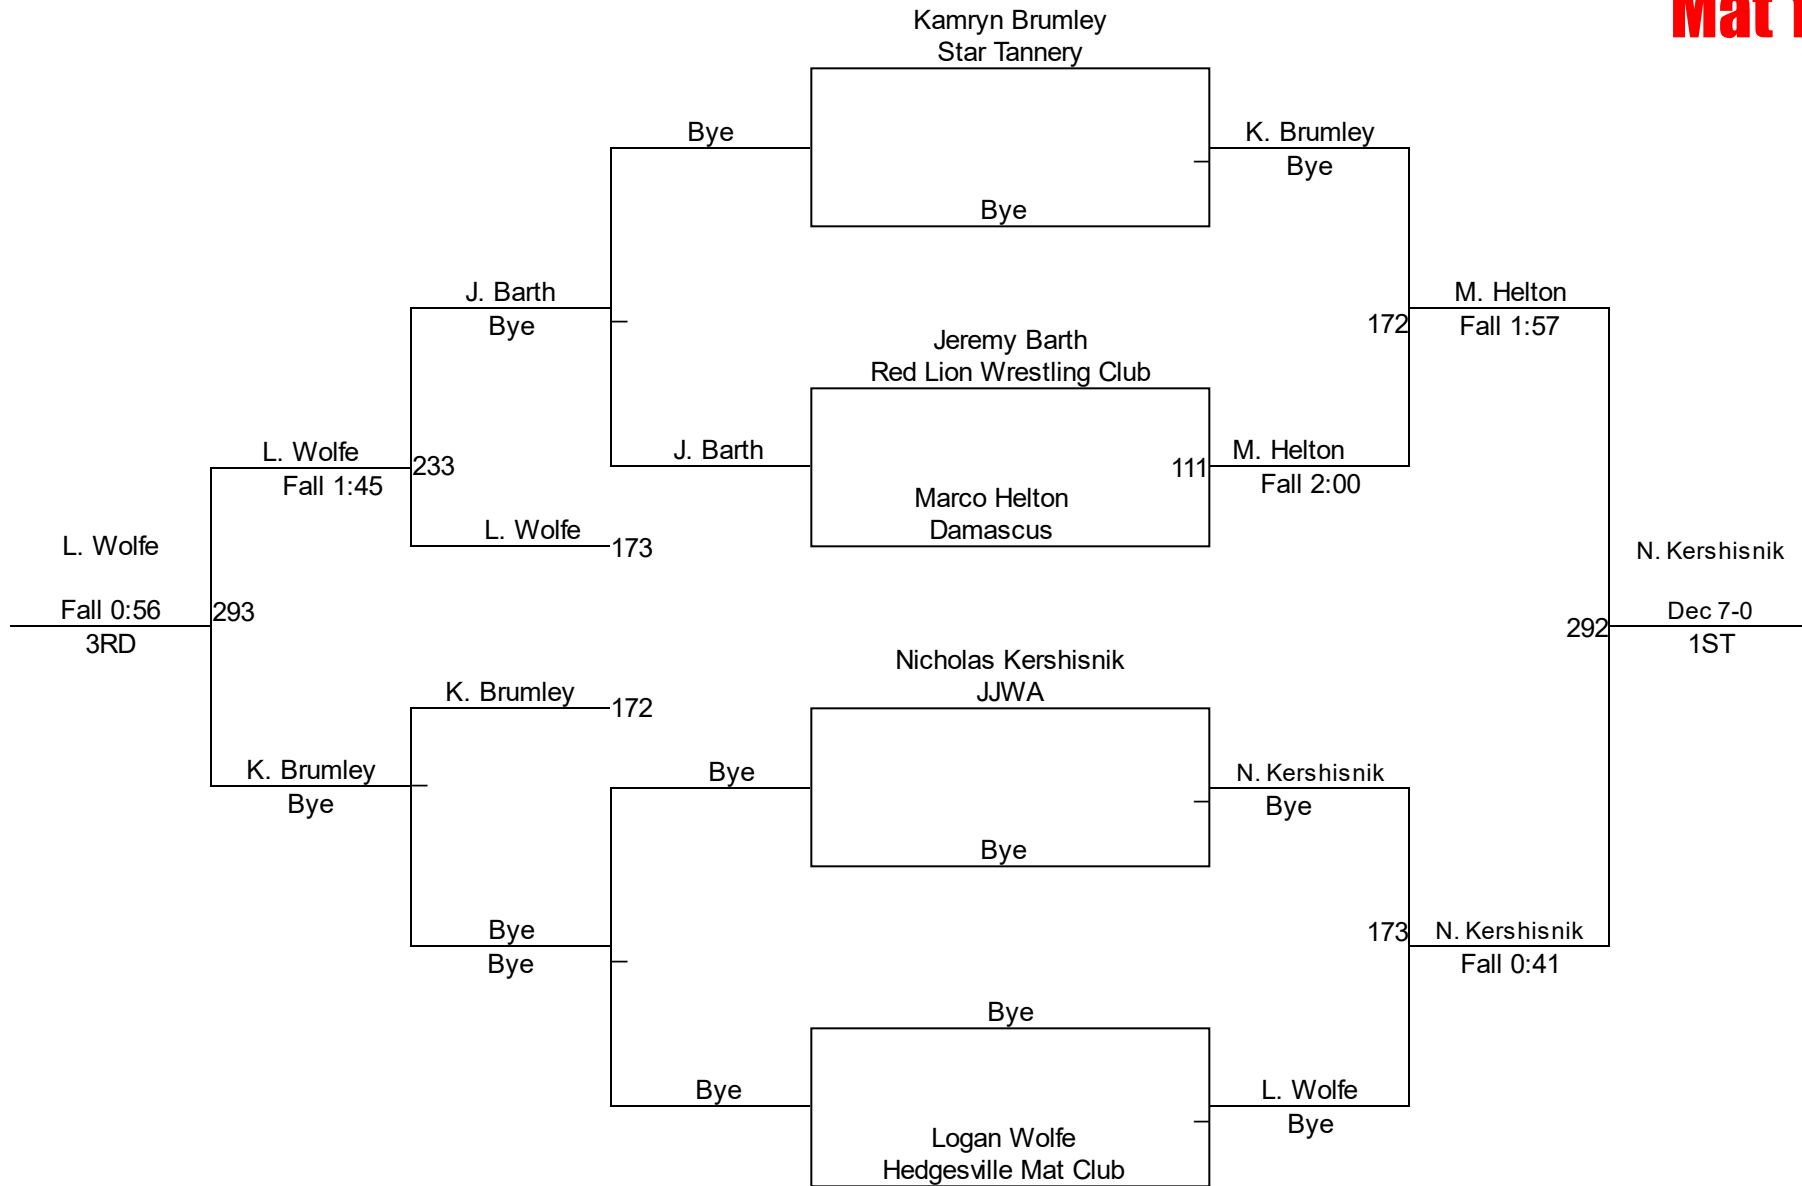 Mat
Kamryn Brumley
Star Tannery
Bye
K. Brumley
Bye
Bye
J. Barth
Bye
M. Helton
172
Fall 1:57
Jeremy Barth
Red Lion Wrestling Club
L. Wolfe
233
Fall 1:45
J. Barth
111
M. Helton
Fall 2:00
Marco Helton
Damascus
L. Wolfe
173
L. Wolfe
Fall 0:56
293
3RD
N. Kershisnik
Dec 7-0
292
1ST
Nicholas Kershisnik
JJWA
K. Brumley
172
K. Brumley
Bye
Bye
N. Kershisnik
Bye
Bye
Bye
Bye
173
N. Kershisnik
Fall 0:41
Bye
Bye
L. Wolfe
Bye
Logan Wolfe
Hedgesville Mat Club